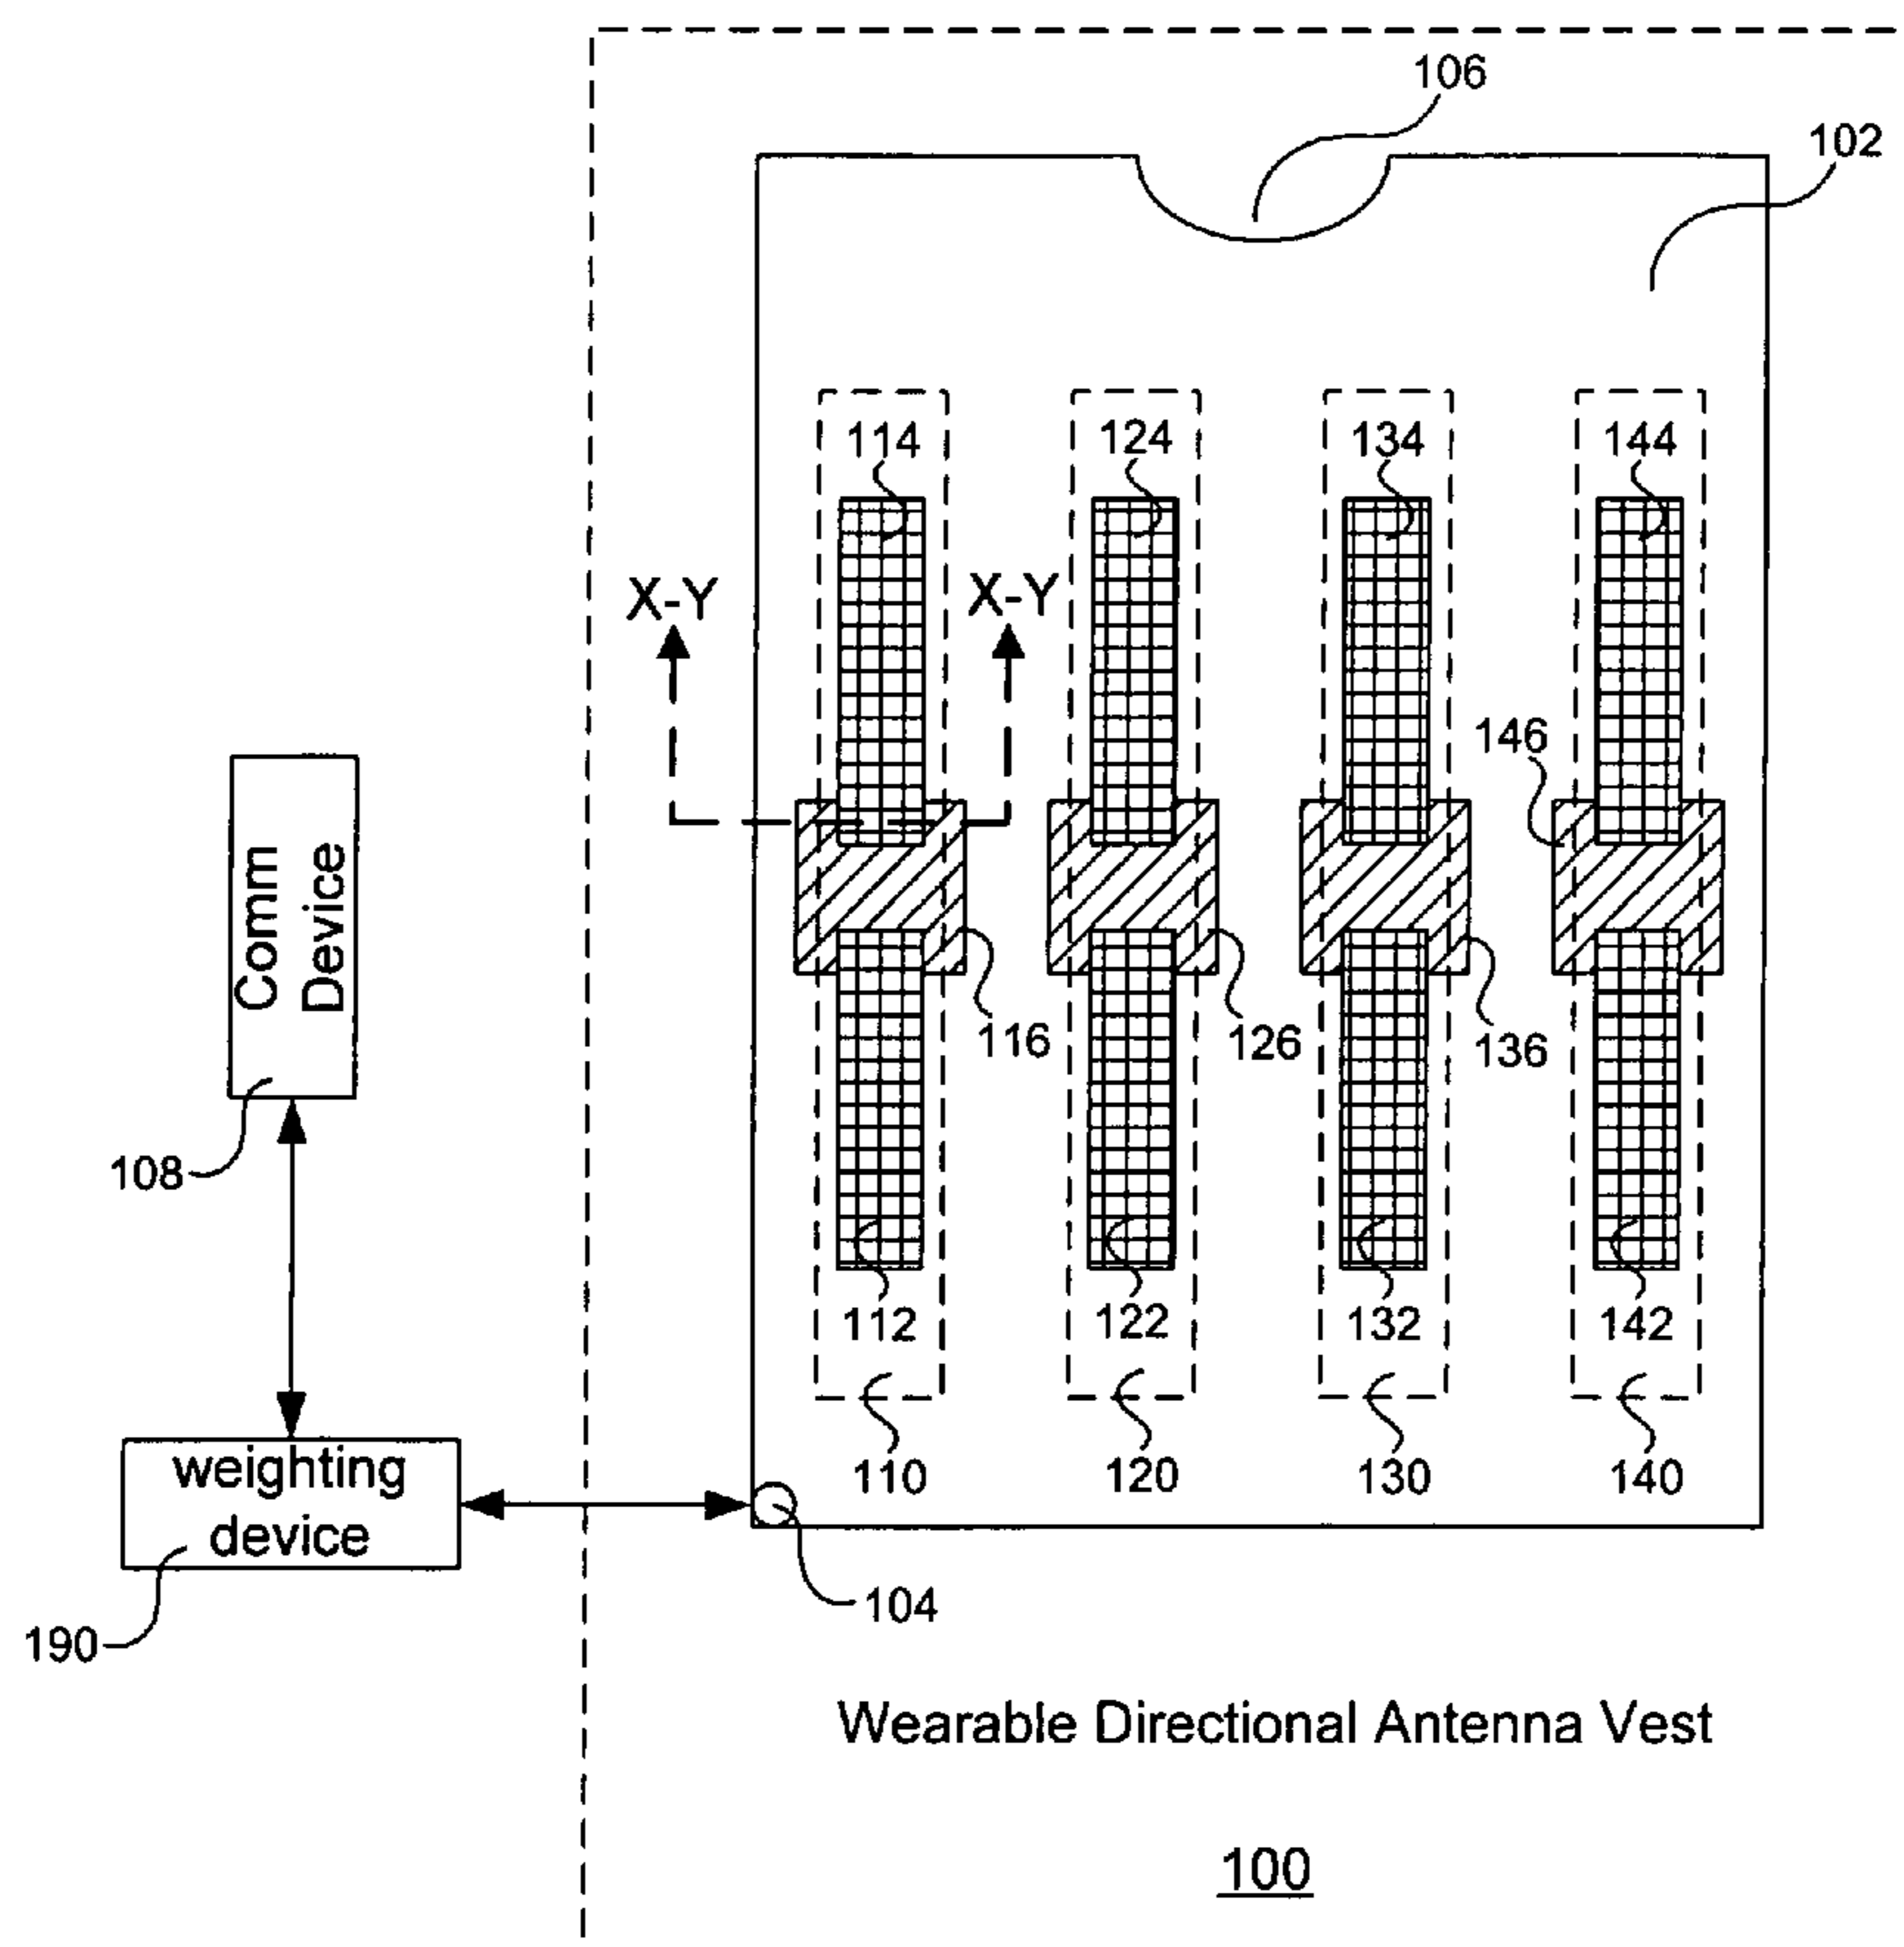 106
102
114 124 134 144
X-Y X-Y
146
Comm
Device
116 126 136
108
112 122 132 142
110 120 130 140
weighting
device
104
190
Wearable Directional Antenna Vest
100